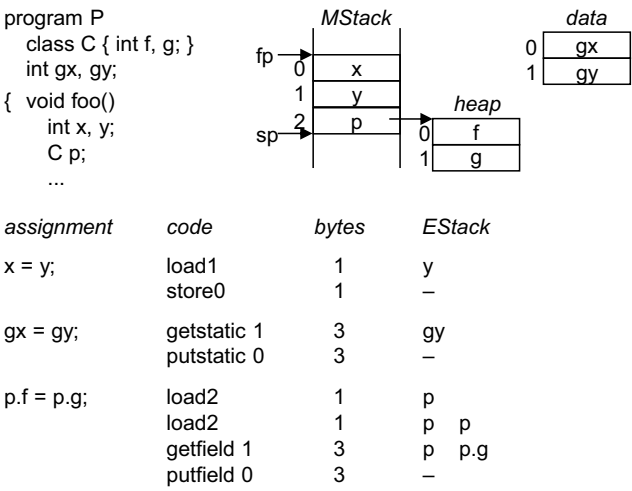 program P
class C { int f, g; }
int gx, gy;
{ void foo()
int x, y;
C p;
...
MStack
fp
0 x
1 y
2 p
sp
heap
0 f
1 g
data
0 gx
1 gy
assignment code bytes EStack
x = y; load1 1 y
store0 1 –
gx = gy; getstatic 1 3 gy
putstatic 0 3 –
p.f = p.g; load2 1 p
load2 1 p p
getfield 1 3 p p.g
putfield 0 3 –